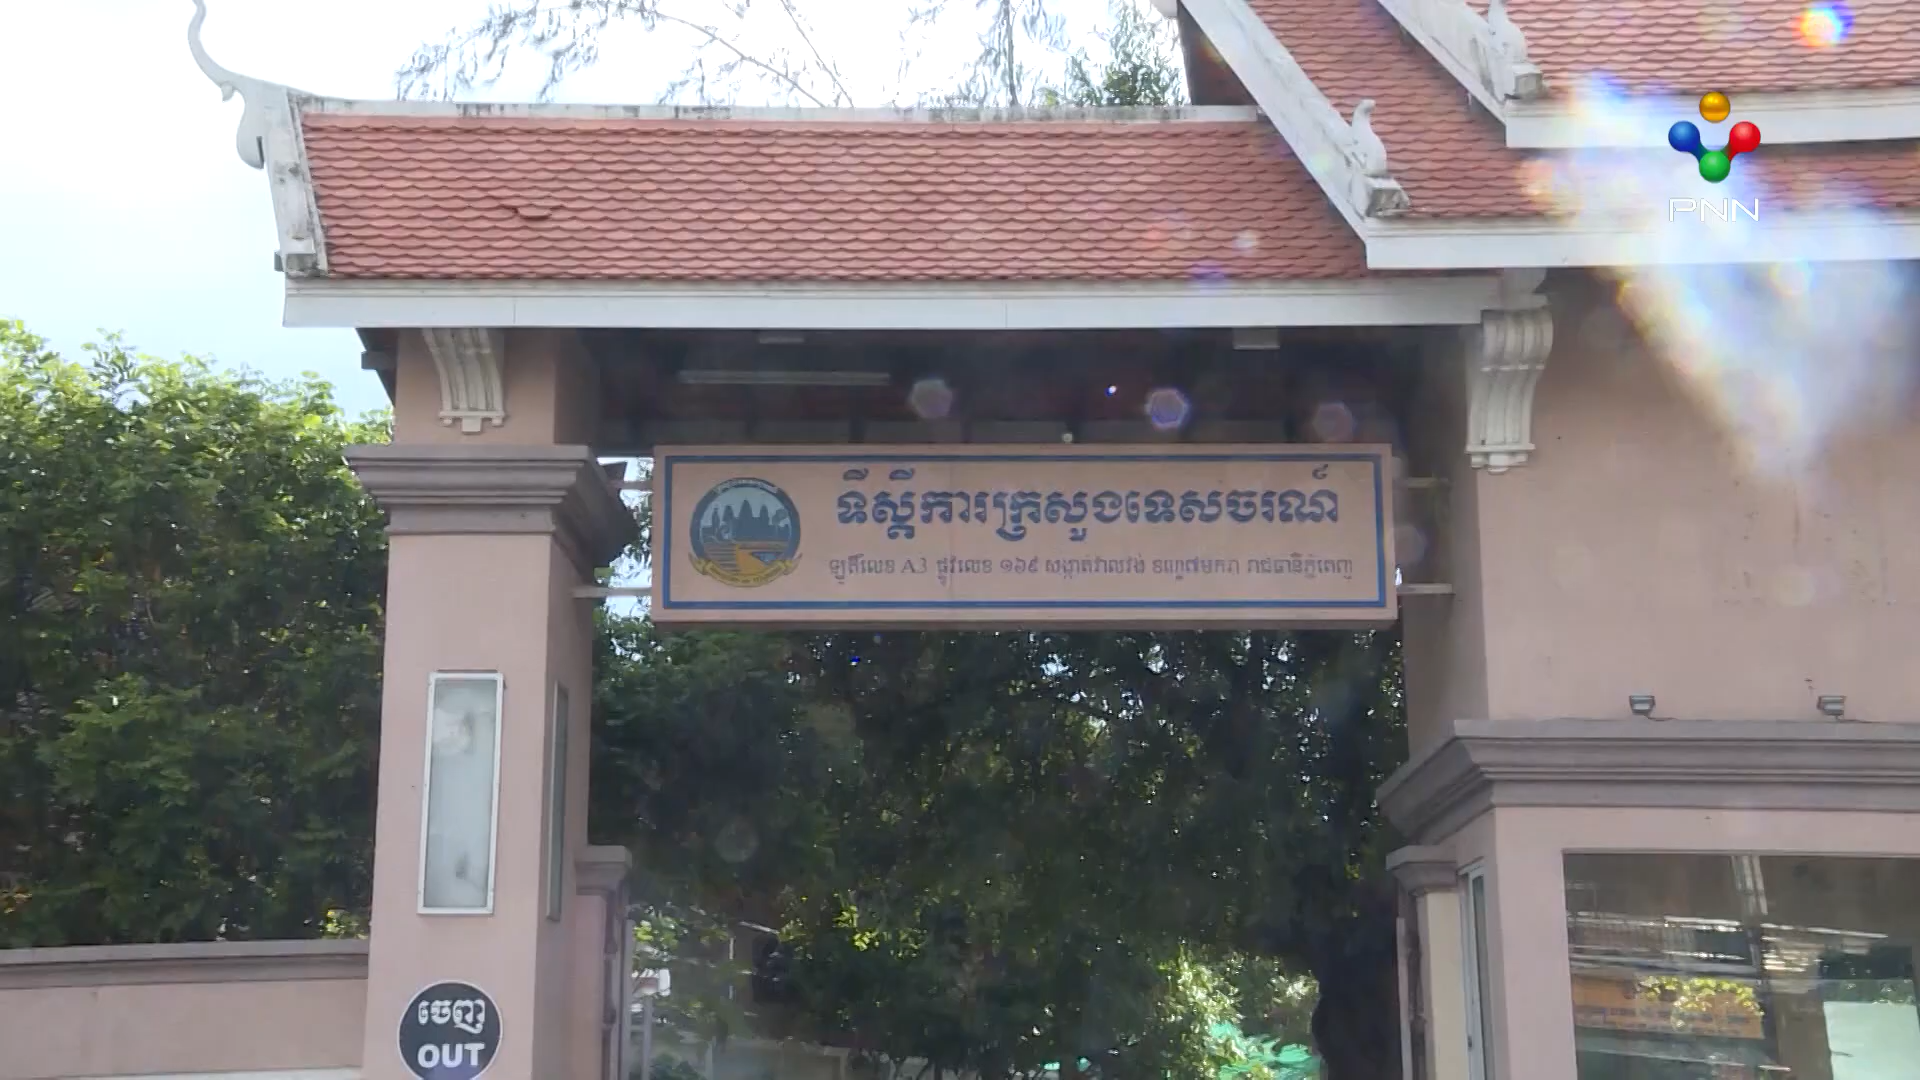 PNN
ទីស្តីការក្រសួងទេសចរណ៍
ឡូតិ៍លេខ A3 ផ្លូវលេខ ១៦៩ សង្កាត់វាលវង់ ខណ្ឌ៧មករា រាជធានីភ្នំពេញ
ចេញ
OUT